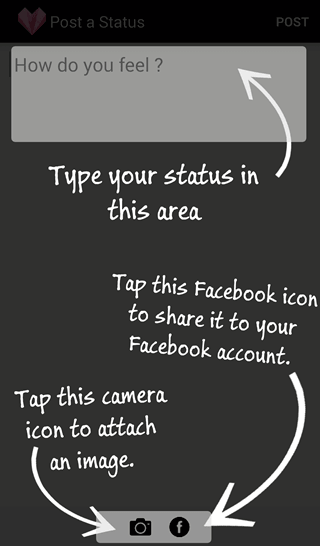 Post a Status
POST
How do you feel ?
Type your status in
this area
Tap this Facebook icon
to share it to your
Facebook account.
Tap this camera
icon to attach
an image.
f